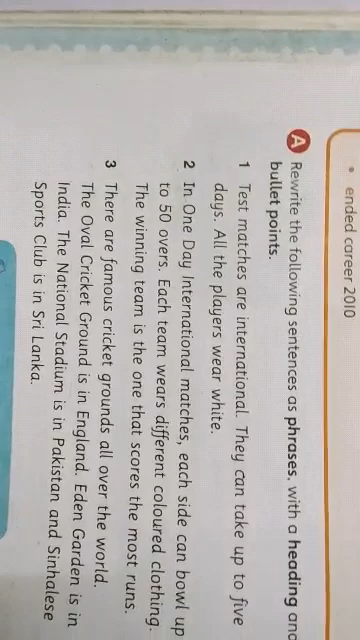 • ended career 2010
A Rewrite the following sentences as phrases, with a heading and
bullet points.
1 Test matches are international. They can take up to five
days. All the players wear white.
2 In One Day International matches, each side can bowl up
to 50 overs. Each team wears different coloured clothing.
The winning team is the one that scores the most runs.
3 There are famous cricket grounds all over the world.
The Oval Cricket Ground is in England. Eden Garden is in
India. The National Stadium is in Pakistan and Sinhalese
Sports Club is in Sri Lanka.